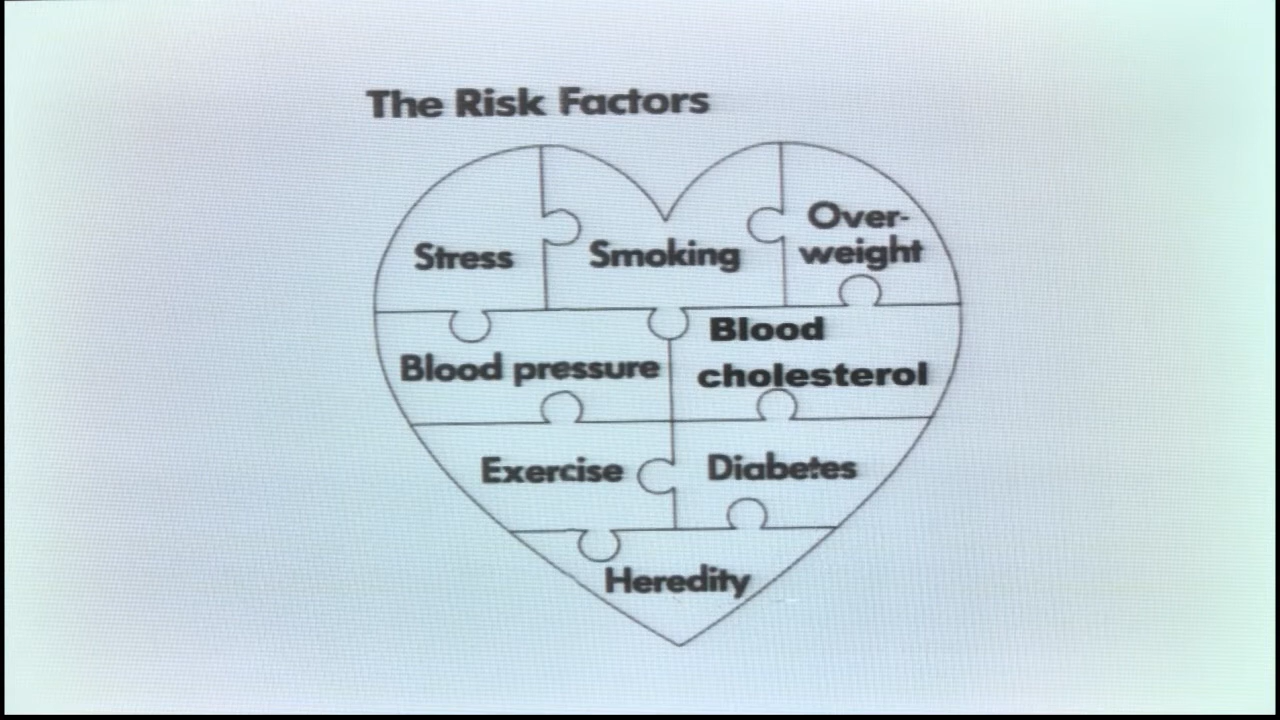 The Risk Factors
Stress
Smoking
Over-
weight
Blood pressure
Blood
cholesterol
Exercise
Diabetes
Heredity